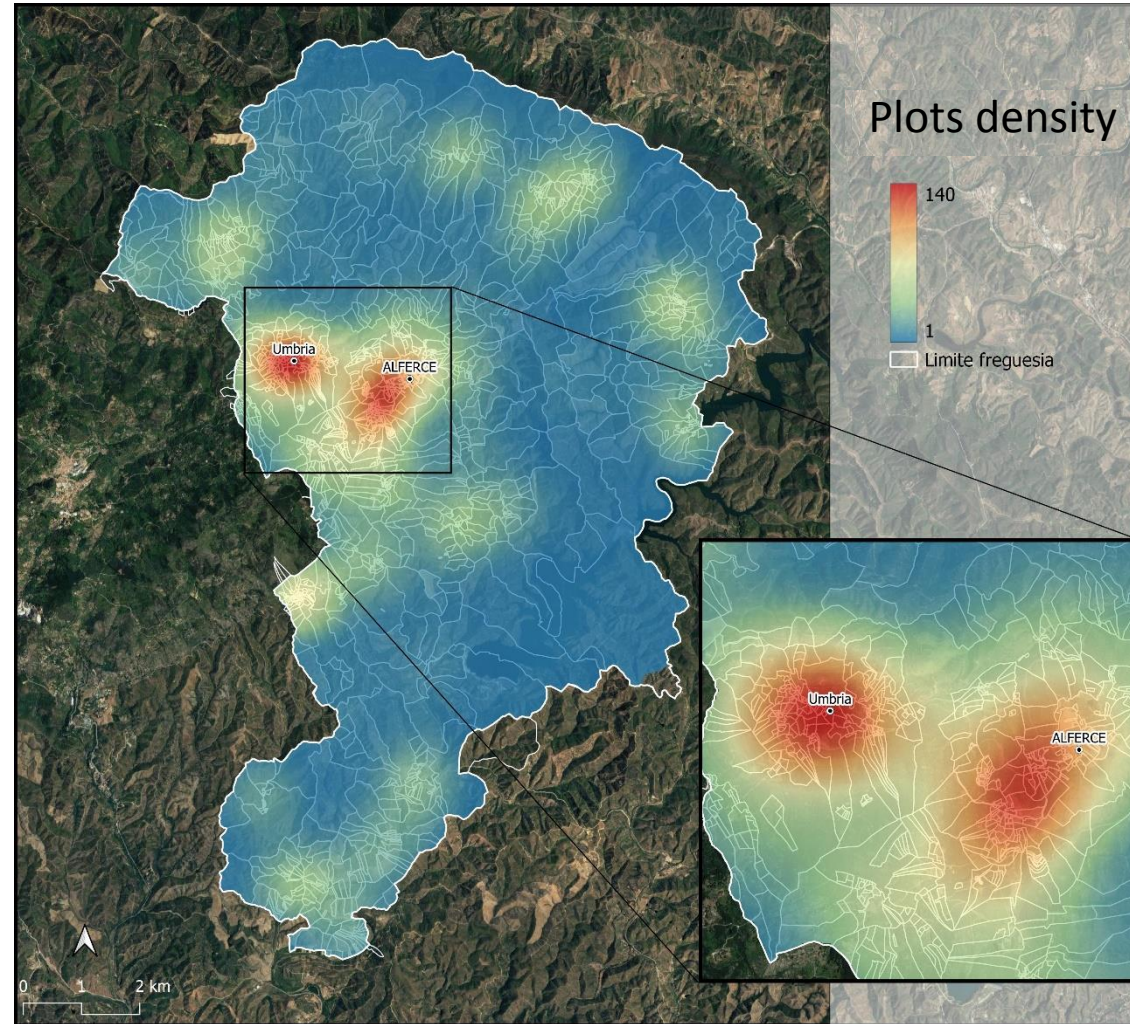 Plots density
140
1
Limite freguesia
Umbria
ALFERCE
Umbria
ALFERCE
0 1 2 km